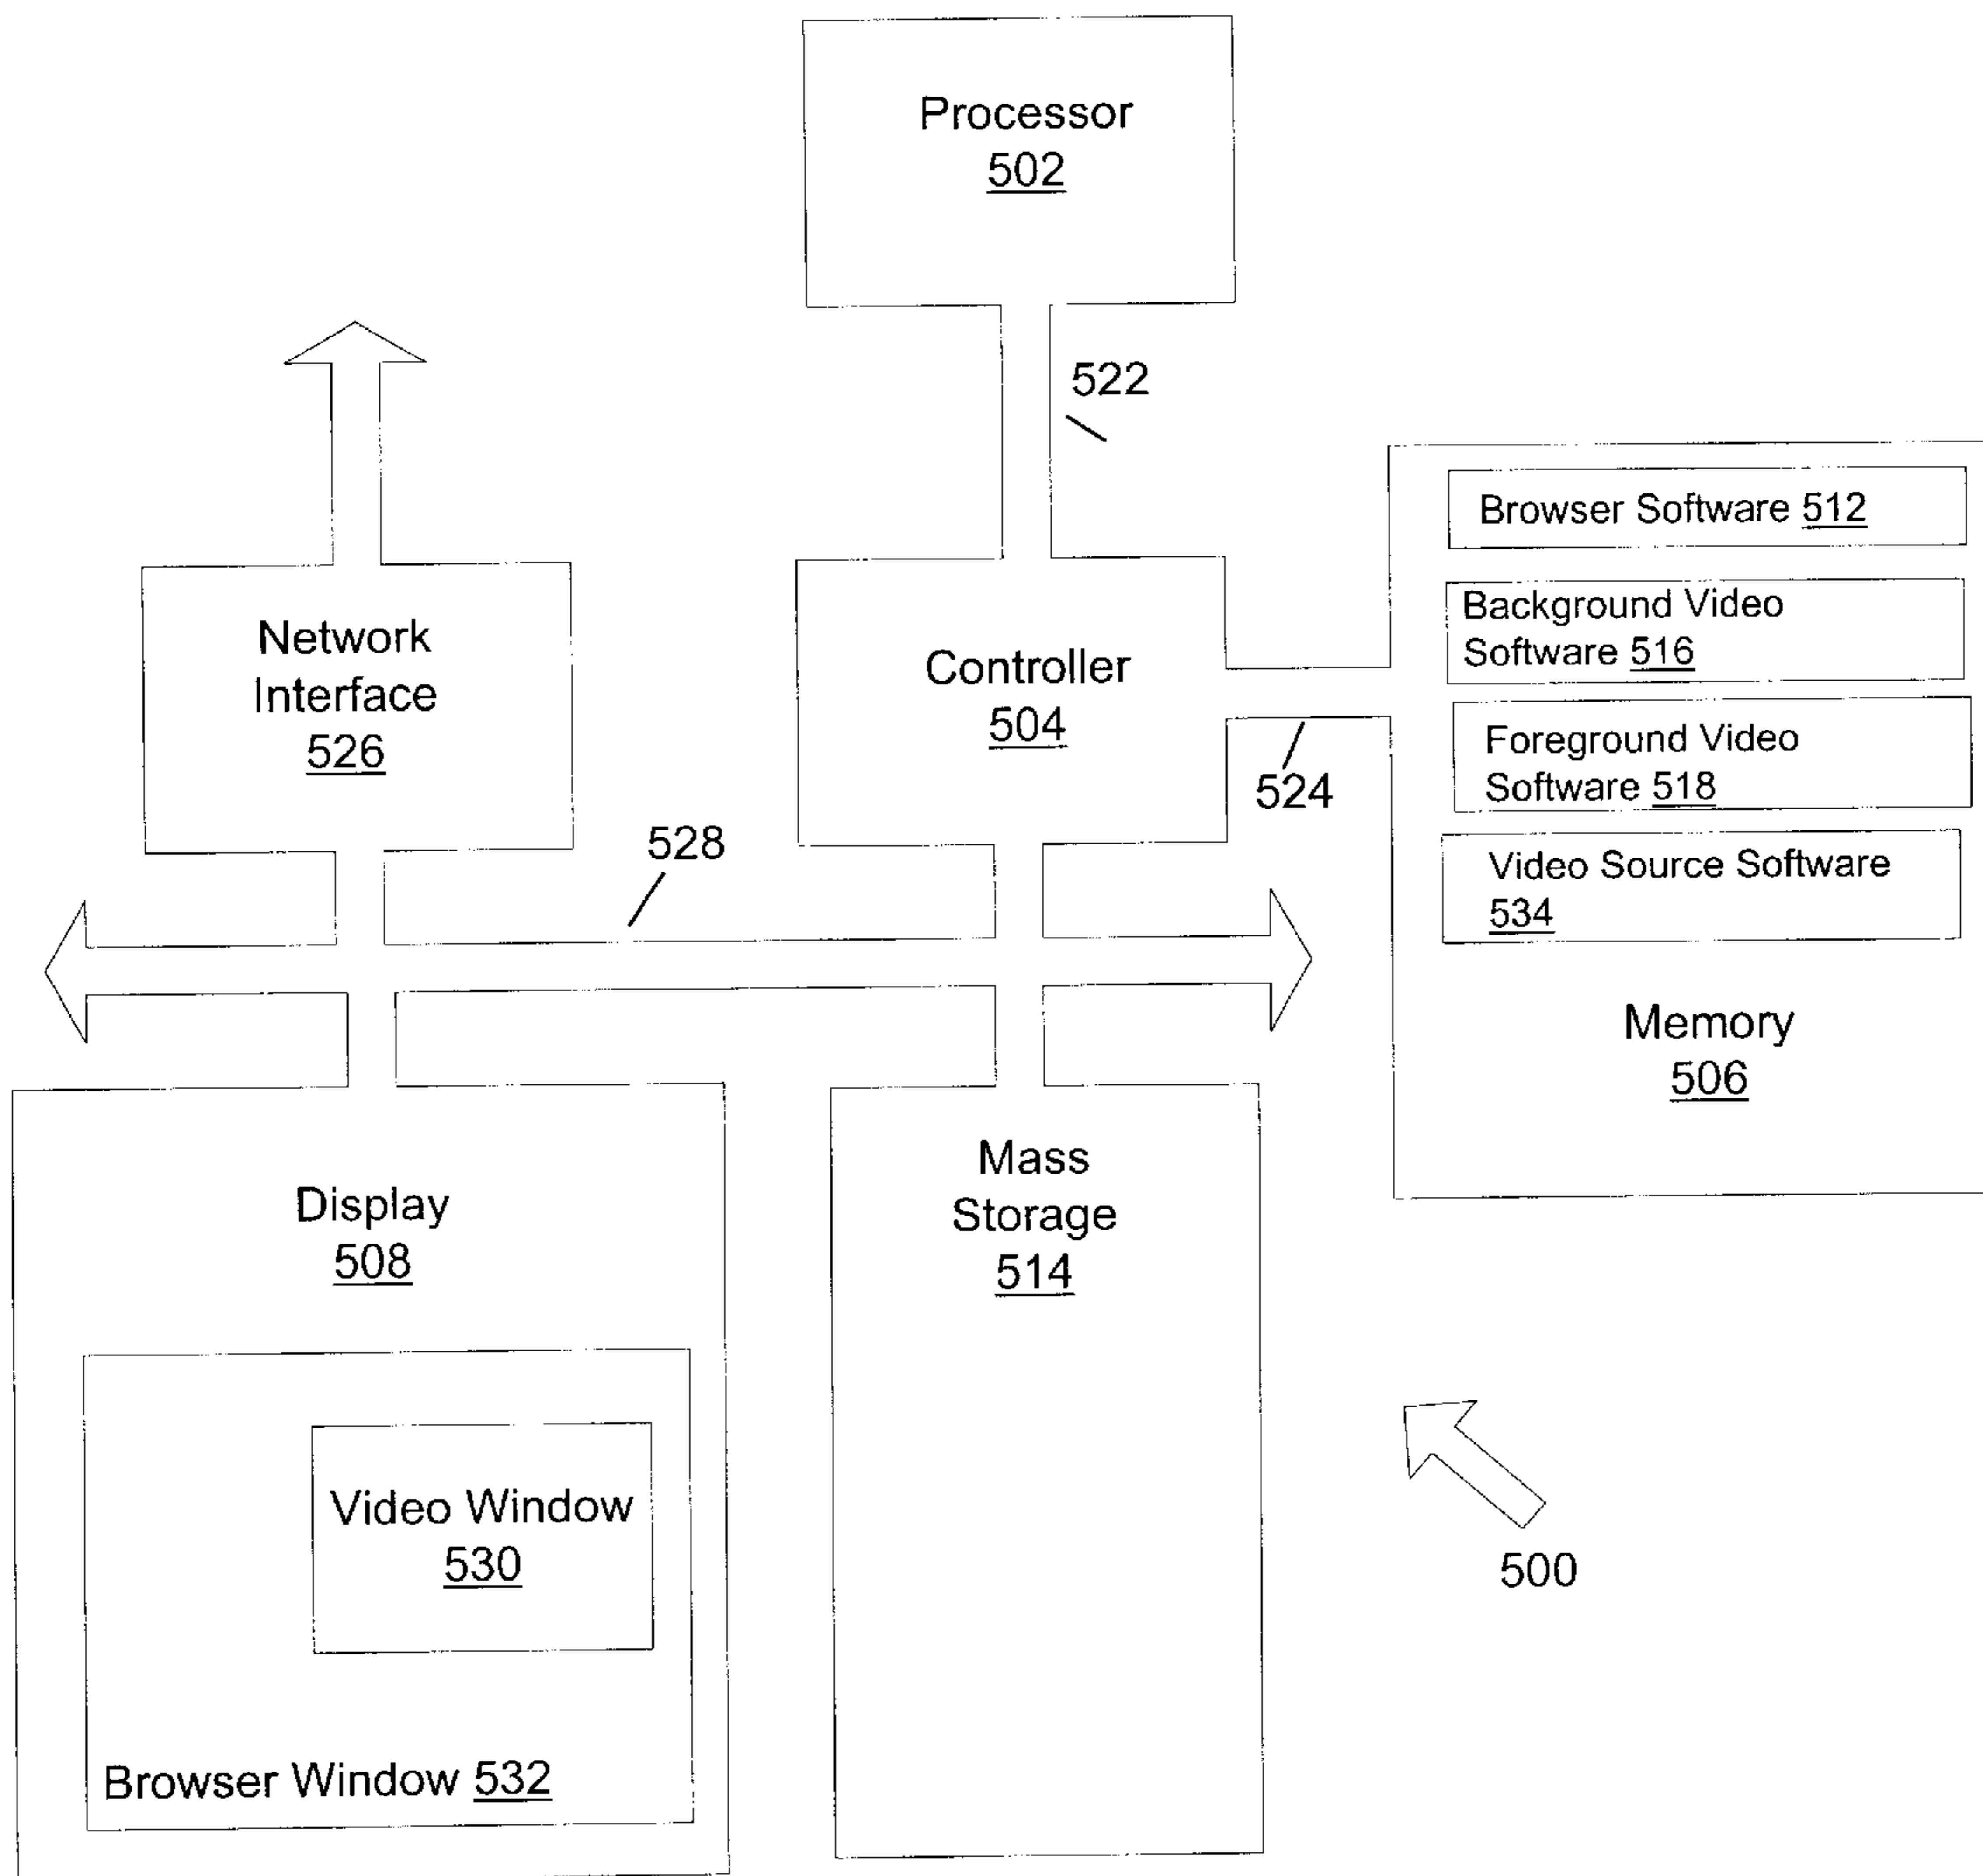 Processor
502
522
Browser Software 512
Background Video
Software 516
Network
Interface
526
Controller
504
Foreground Video
Software 518
524
528
Video Source Software
534
Memory
506
Display
508
Mass
Storage
514
Video Window
530
500
Browser Window 532